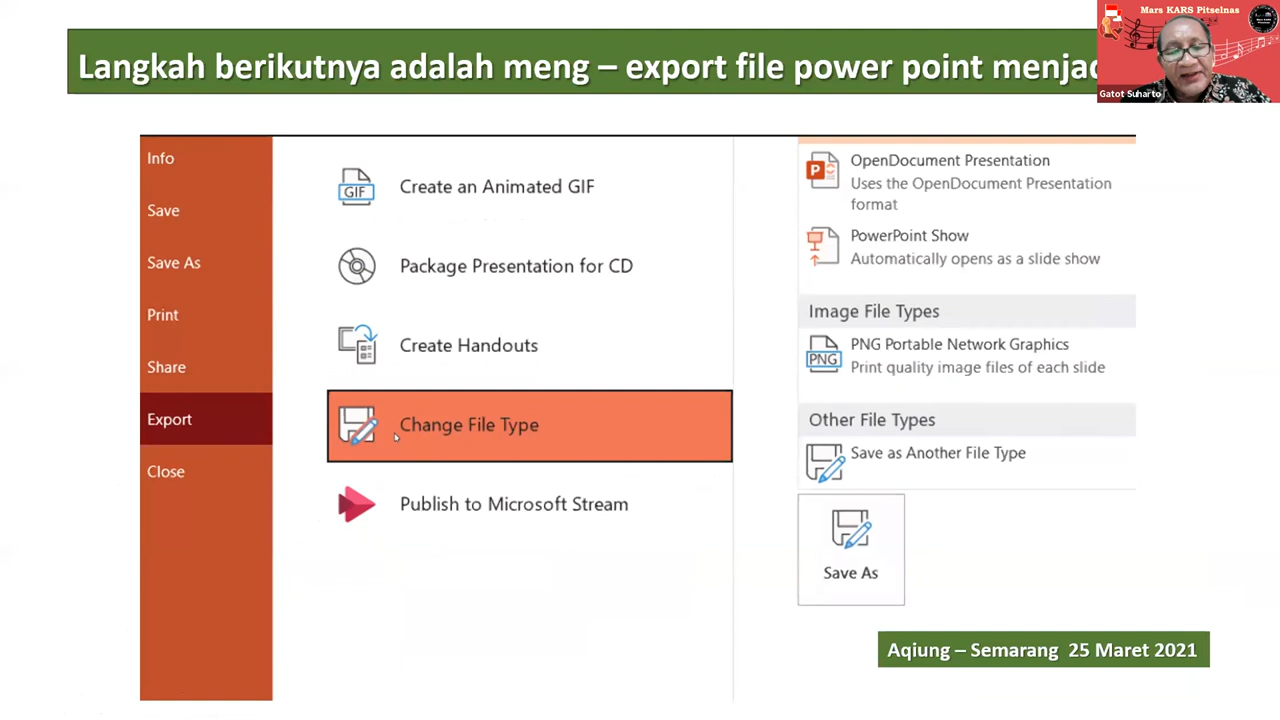 Mars KARS Pitselnas
Gatot Suharto
Langkah berikutnya adalah meng – export file power point
Info
Save
Save As
Print
Share
Export
Close
GIF
Create an Animated GIF
Package Presentation for CD
Create Handouts
Change File Type
Publish to Microsoft Stream
P
OpenDocument Presentation
Uses the OpenDocument Presentation
format
PowerPoint Show
Automatically opens as a slide show
Image File Types
PNG
PNG Portable Network Graphics
Print quality image files of each slide
Other File Types
Save as Another File Type
Save As
Aqiung – Semarang 25 Maret 2021